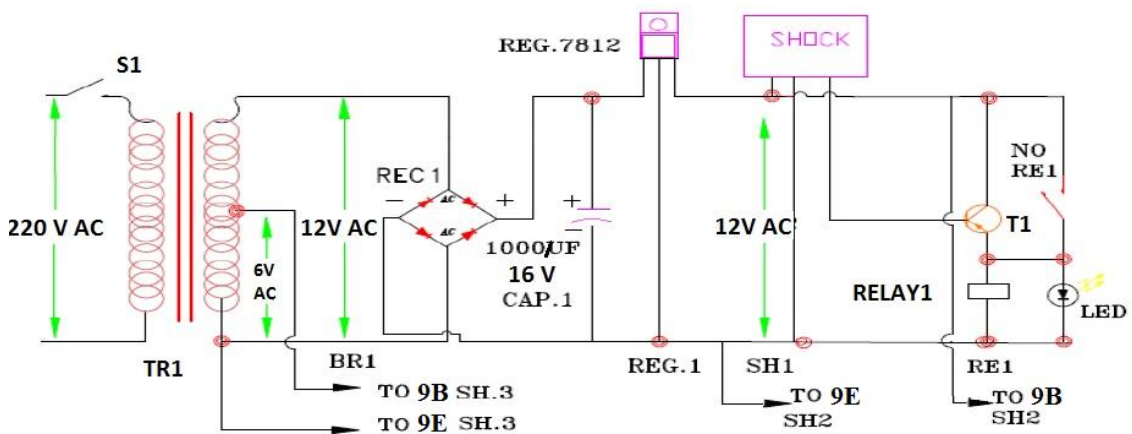 S1
220 V AC
TR1
6V
AC
12V AC
BR1
TO 9B SH.3
TO 9E SH.3
REC 1
AC
AC
−
+
+
−
1000UF
16 V
CAP.1
REG.7812
REG.1
SHOCK
12V AC
SH1
TO 9E
SH2
NO
RE1
T1
RELAY1
LED
RE1
TO 9B
SH2